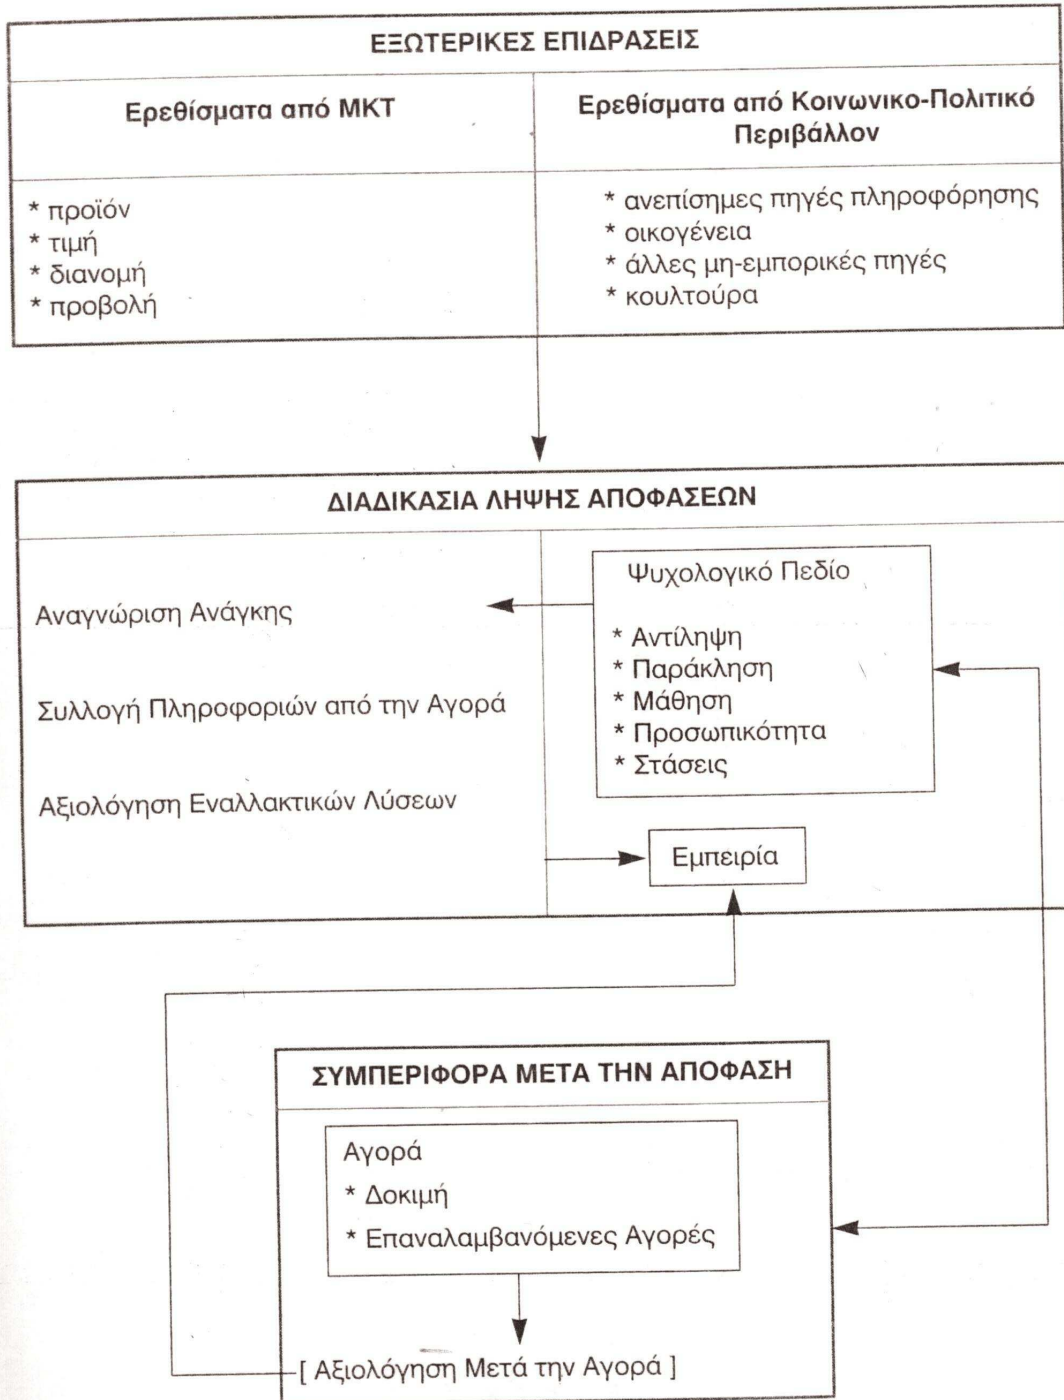 ΕΞΩΤΕΡΙΚΕΣ ΕΠΙΔΡΑΣΕΙΣ
Ερεθίσματα από ΜΚΤ
Ερεθίσματα από Κοινωνικο-Πολιτικό
Περιβάλλον
* προϊόν
* τιμή
* διανομή
* προβολή
* ανεπίσημες πηγές πληροφόρησης
* οικογένεια
* άλλες μη-εμπορικές πηγές
* κουλτούρα
ΔΙΑΔΙΚΑΣΙΑ ΛΗΨΗΣ ΑΠΟΦΑΣΕΩΝ
Αναγνώριση Ανάγκης
Συλλογή Πληροφοριών από την Αγορά
Αξιολόγηση Εναλλακτικών Λύσεων
Ψυχολογικό Πεδίο
* Αντίληψη
* Παράκληση
* Μάθηση
* Προσωπικότητα
* Στάσεις
Εμπειρία
ΣΥΜΠΕΡΙΦΟΡΑ ΜΕΤΑ ΤΗΝ ΑΠΟΦΑΣΗ
Αγορά
* Δοκιμή
* Επαναλαμβανόμενες Αγορές
[ Αξιολόγηση Μετά την Αγορά ]